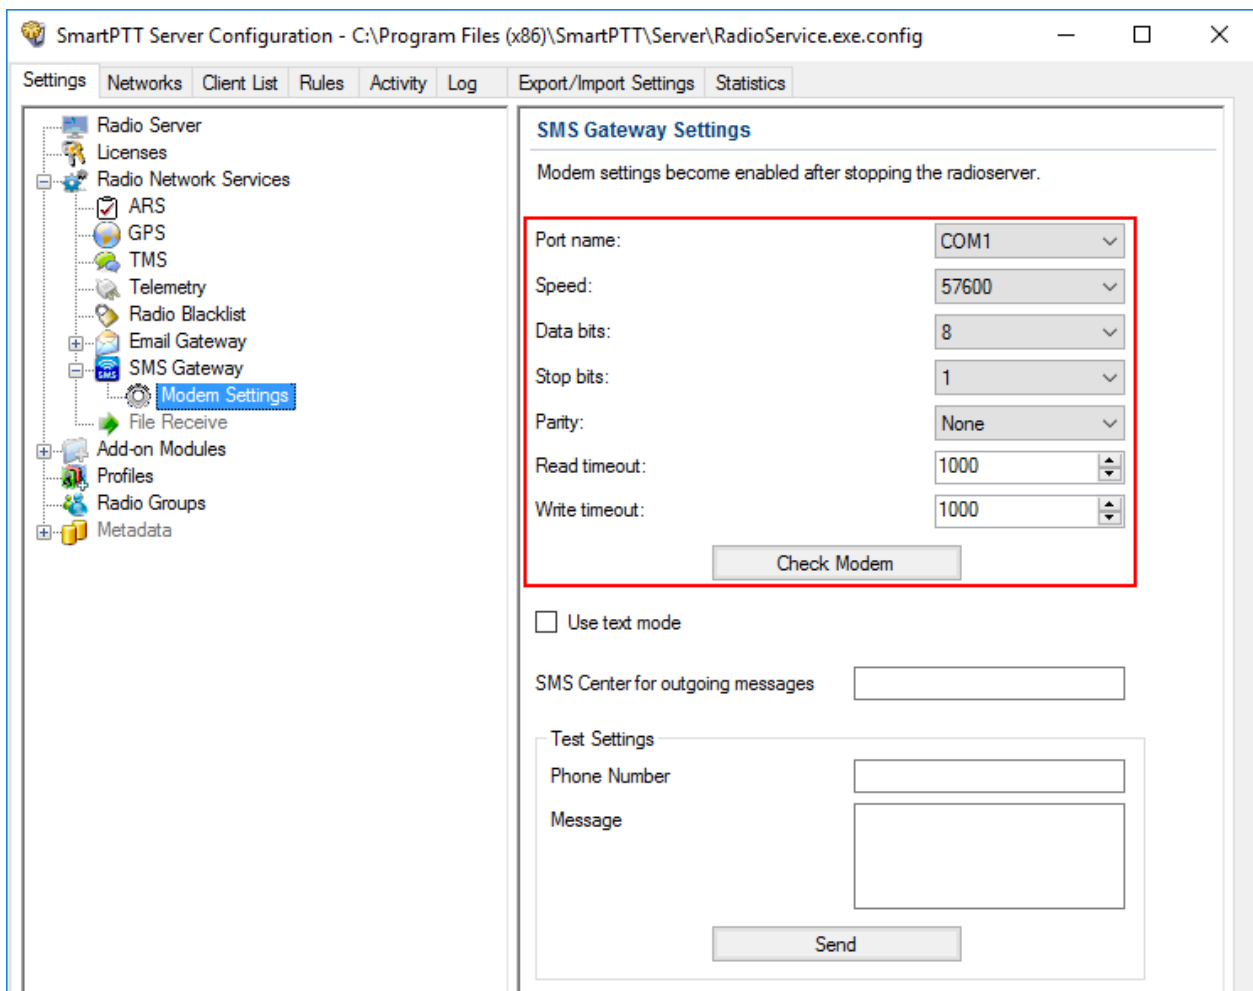 SmartPTT Server Configuration - C:\Program Files (x86)\SmartPTT\Server\RadioService.exe.config
Settings Networks Client List Rules Activity Log Export/Import Settings Statistics
Radio Server
Licenses
Radio Network Services
ARS
GPS
TMS
Telemetry
Radio Blacklist
Email Gateway
SMS Gateway
Modem Settings
File Receive
Add-on Modules
Profiles
Radio Groups
Metadata
SMS Gateway Settings
Modem settings become enabled after stopping the radioserver.
Port name: COM1
Speed: 57600
Data bits: 8
Stop bits: 1
Parity: None
Read timeout: 1000
Write timeout: 1000
Check Modem
Use text mode
SMS Center for outgoing messages
Test Settings
Phone Number
Message
Send